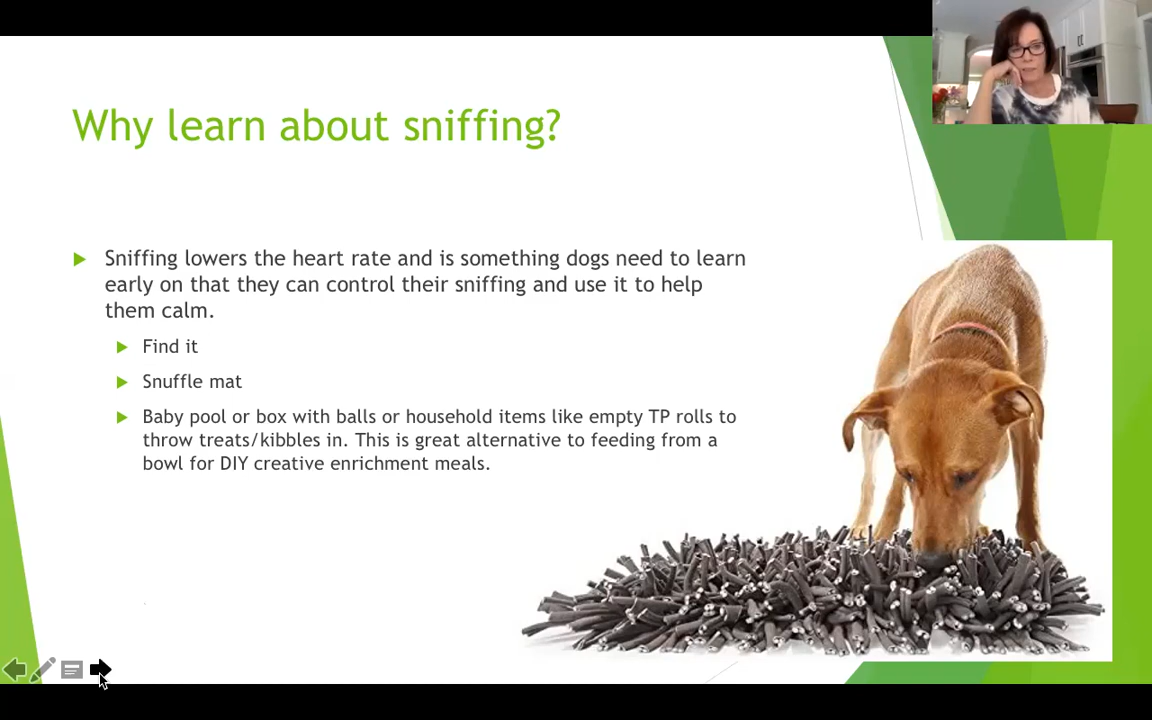 Why learn about sniffing?
Sniffing lowers the heart rate and is something dogs need to learn
early on that they can control their sniffing and use it to help
them calm.
Find it
Snuffle mat
Baby pool or box with balls or household items like empty TP rolls to
throw treats/kibbles in. This is great alternative to feeding from a
bowl for DIY creative enrichment meals.